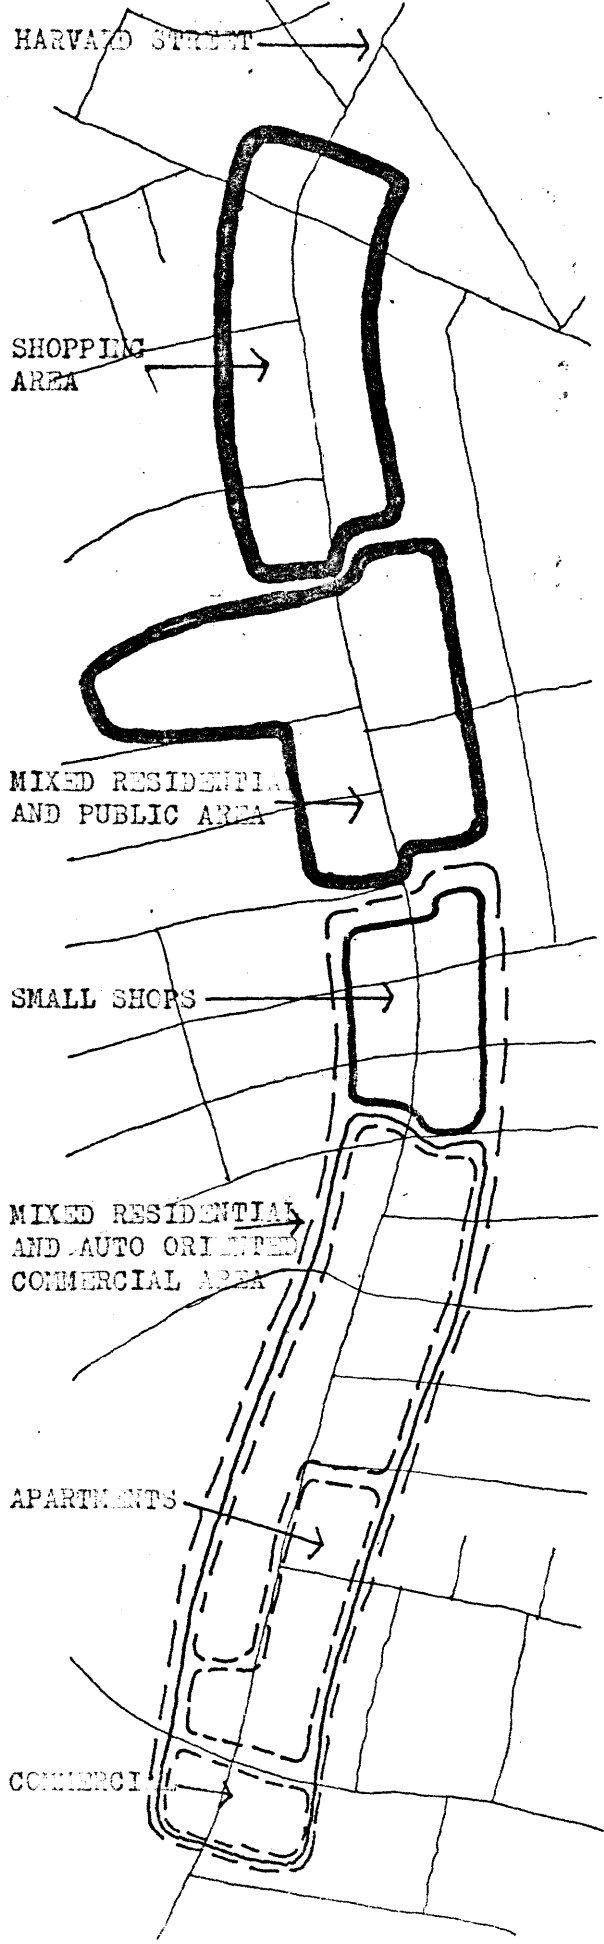 HARVARD STREET
SHOPPING
AREA
MIXED RESIDENTIAL
AND PUBLIC AREA
SMALL SHOPS
MIXED RESIDENTIAL
AND AUTO ORIENTED
COMMERCIAL AREA
APARTMENTS
COMMERCIAL